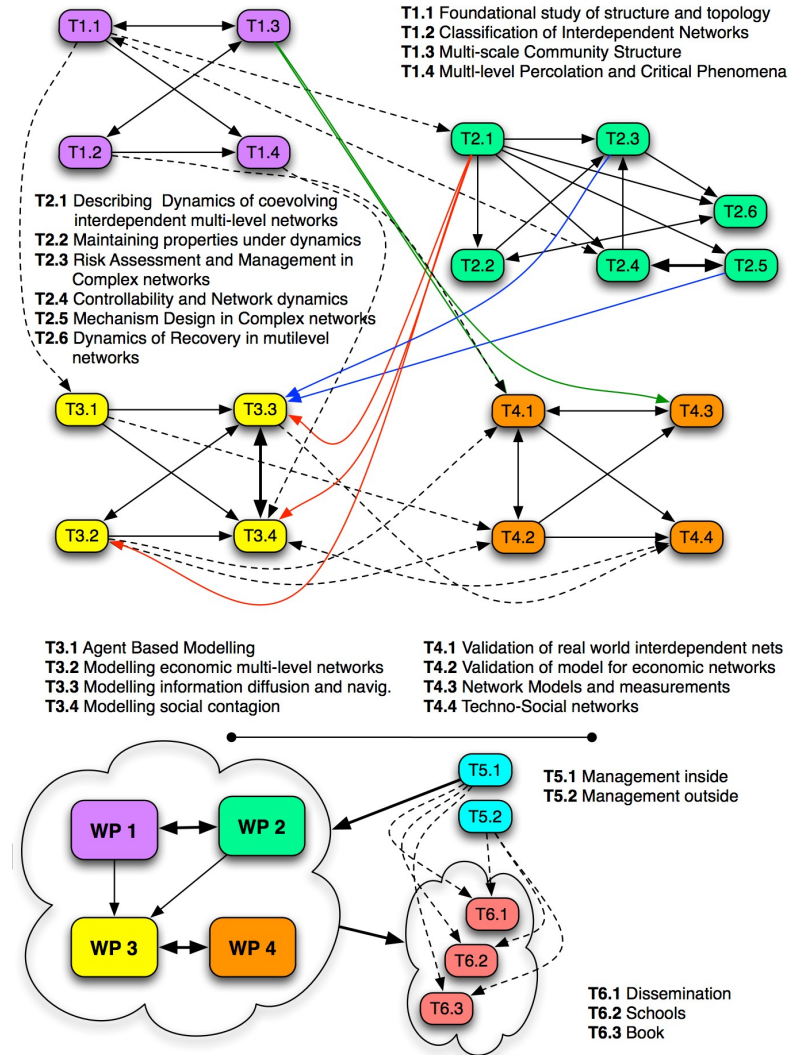 T1.1
T1.3
T1.2
T1.4
T1.1 Foundational study of structure and topology
T1.2 Classification of Interdependent Networks
T1.3 Multi-scale Community Structure
T1.4 Multl-level Percolation and Critical Phenomena
T2.1
T2.3
T2.6
T2.2
T2.4
T2.5
T2.1 Describing Dynamics of coevolving
interdependent multi-level networks
T2.2 Maintaining properties under dynamics
T2.3 Risk Assessment and Management in
Complex networks
T2.4 Controllability and Network dynamics
T2.5 Mechanism Design in Complex networks
T2.6 Dynamics of Recovery in mutilevel
networks
T3.1
T3.3
T3.2
T3.4
T4.1
T4.3
T4.2
T4.4
T3.1 Agent Based Modelling
T3.2 Modelling economic multi-level networks
T3.3 Modelling information diffusion and navig.
T3.4 Modelling social contagion
T4.1 Validation of real world interdependent nets
T4.2 Validation of model for economic networks
T4.3 Network Models and measurements
T4.4 Techno-Social networks
T5.1
T5.2
T5.1 Management inside
T5.2 Management outside
WP 1
WP 2
WP 3
WP 4
T6.1
T6.2
T6.3
T6.1 Dissemination
T6.2 Schools
T6.3 Book